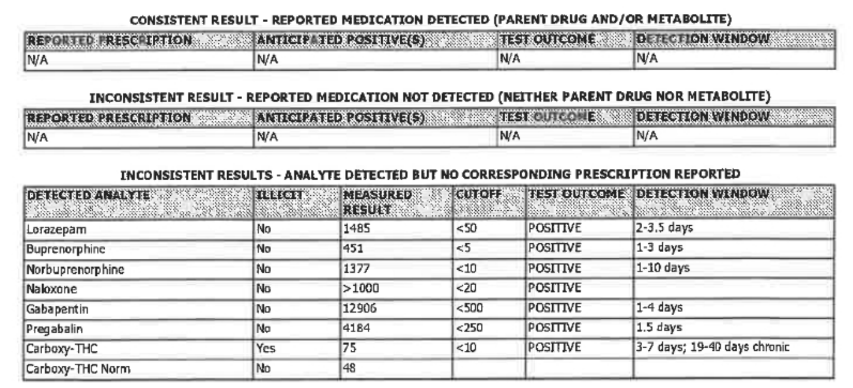 CONSISTENT RESULT - REPORTED MEDICATION DETECTED (PARENT DRUG AND/OR METABOLITE)
REPORTED PRESCRIPTION ANTICIPATED POSITIVE(S) TEST OUTCOME DETECTION WINDOW
N/A N/A N/A N/A
INCONSISTENT RESULT - REPORTED MEDICATION NOT DETECTED (NEITHER PARENT DRUG NOR METABOLITE)
REPORTED PRESCRIPTION ANTICIPATED POSITIVE(S) TEST OUTCOME DETECTION WINDOW
N/A N/A N/A N/A
INCONSISTENT RESULTS - ANALYTE DETECTED BUT NO CORRESPONDING PRESCRIPTION REPORTED
DETECTED ANALYTE ILLICIT MEASURED RESULT CUTOFF TEST OUTCOME DETECTION WINDOW
Lorazepam No 1485 <50 POSITIVE 2-3.5 days
Buprenorphine No 451 <5 POSITIVE 1-3 days
Norbuprenorphine No 1377 <10 POSITIVE 1-10 days
Naloxone No >1000 <20 POSITIVE
Gabapentin No 12906 <500 POSITIVE 1-4 days
Pregabalin No 4184 <250 POSITIVE 1.5 days
Carboxy-THC Yes 75 <10 POSITIVE 3-7 days; 19-40 days chronic
Carboxy-THC Norm No 48